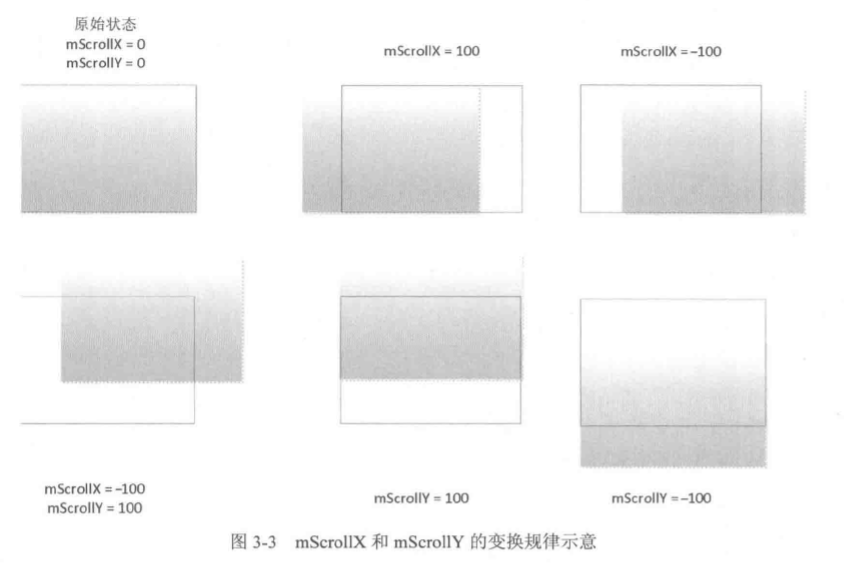 原始状态
mScrollX = 0
mScrollY = 0
mScrollX = 100
mScrollX = –100
mScrollX = –100
mScrollY = 100
mScrollY = 100
mScrollY = –100
图 3-3 mScrollX 和 mScrollY 的变换规律示意